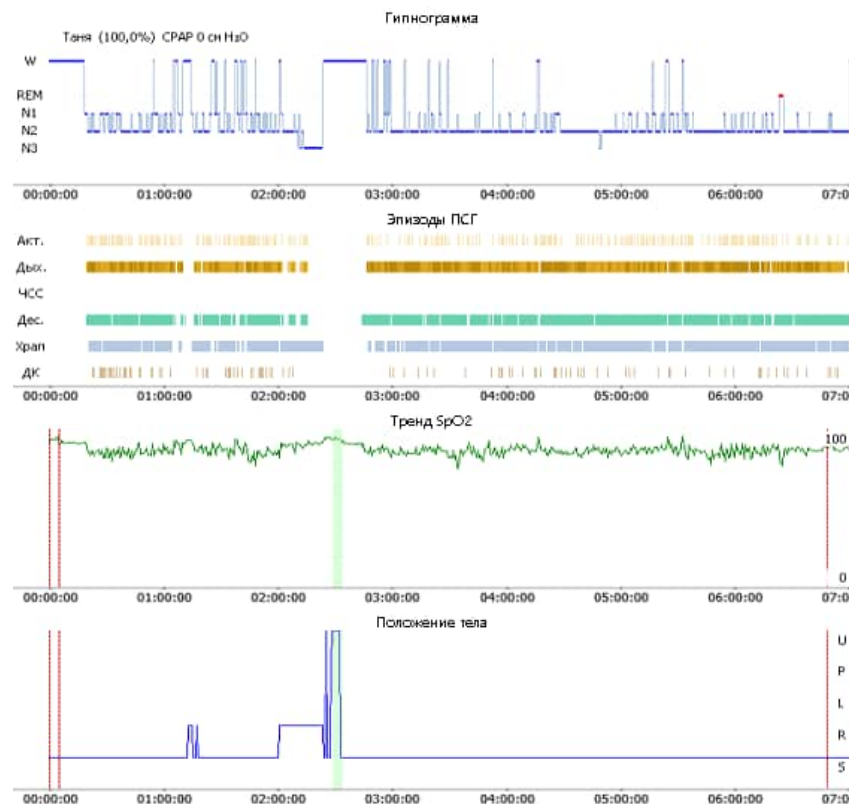 Гипнограмма
Таня (100,0%) CPAP 0 см H₂O
W
REM
N1
N2
N3
00:00:00 01:00:00 02:00:00 03:00:00 04:00:00 05:00:00 06:00:00 07:0
Эпизоды ПСГ
Акт.
Дых.
ЧСС
Дес.
Храп
ДК
00:00:00 01:00:00 02:00:00 03:00:00 04:00:00 05:00:00 06:00:00 07:0
Тренд SpO2
100
0
00:00:00 01:00:00 02:00:00 03:00:00 04:00:00 05:00:00 06:00:00 07:0
Положение тела
U
P
L
R
S
00:00:00 01:00:00 02:00:00 03:00:00 04:00:00 05:00:00 06:00:00 07:0